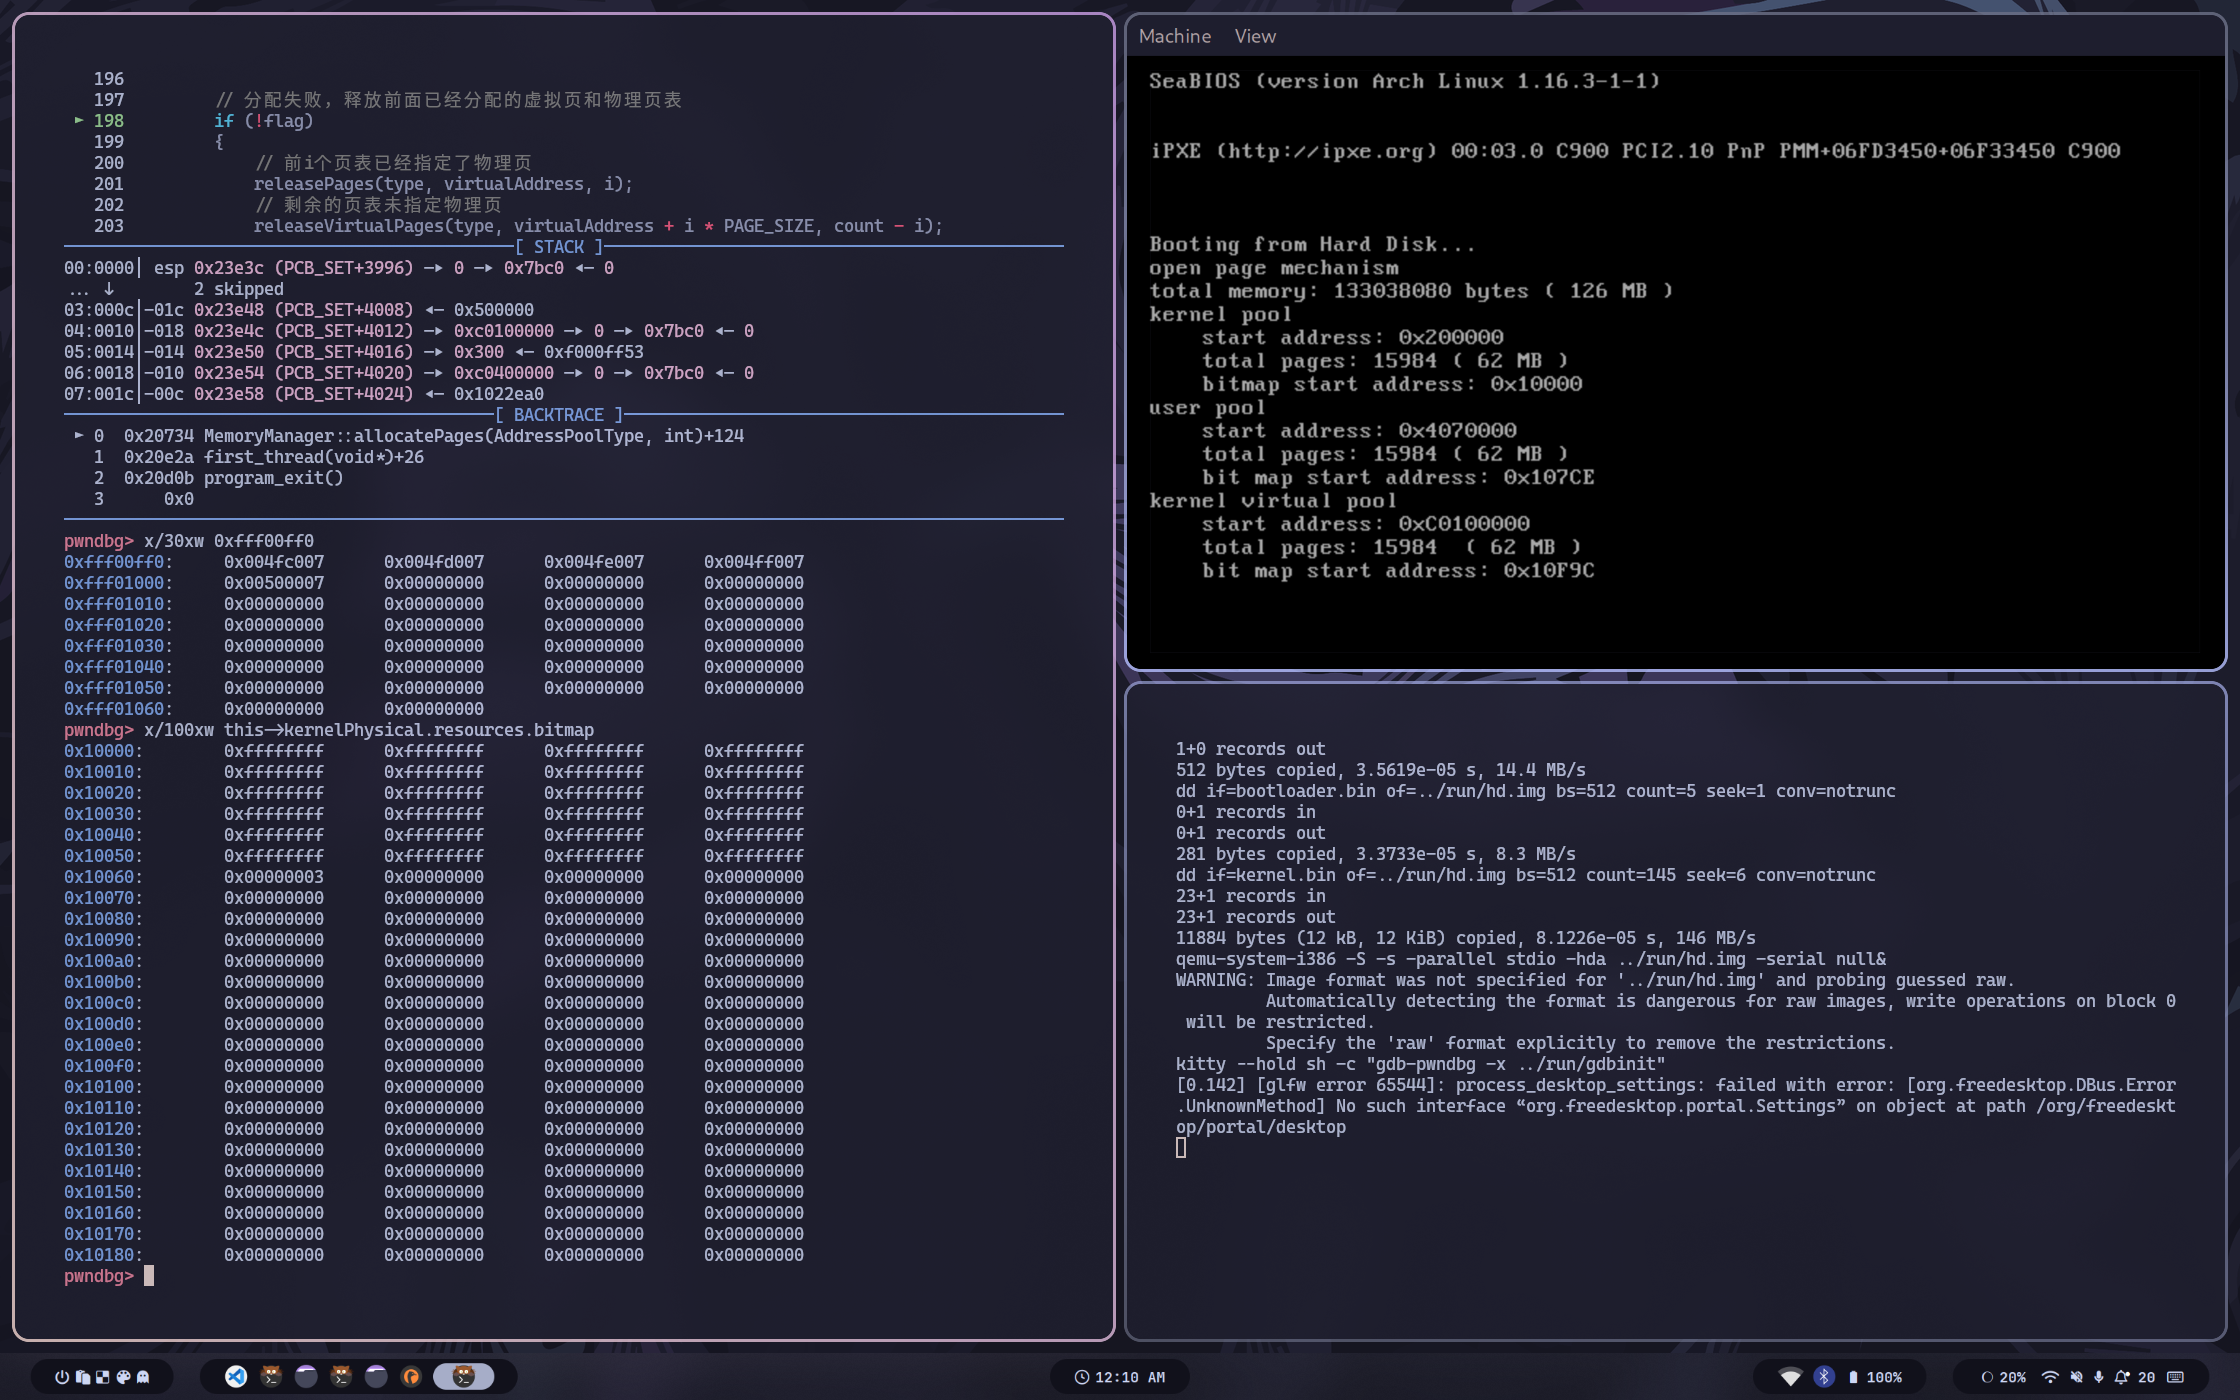 196
197 // 分配失败，释放前面已经分配的虚拟页和物理页表
► 198 if (!flag)
199 {
200 // 前i个页表已经指定了物理页
201 releasePages(type, virtualAddress, i);
202 // 剩余的页表未指定物理页
203 releaseVirtualPages(type, virtualAddress + i * PAGE_SIZE, count - i);
[ STACK ]
00:0000│ esp 0x23e3c (PCB_SET+3996) —▸ 0 —▸ 0x7bc0 ◂— 0
... ↓ 2 skipped
03:000c│-01c 0x23e48 (PCB_SET+4008) ◂— 0x500000
04:0010│-018 0x23e4c (PCB_SET+4012) —▸ 0xc0100000 —▸ 0 —▸ 0x7bc0 ◂— 0
05:0014│-014 0x23e50 (PCB_SET+4016) —▸ 0x300 ◂— 0xf000ff53
06:0018│-010 0x23e54 (PCB_SET+4020) —▸ 0xc0400000 —▸ 0 —▸ 0x7bc0 ◂— 0
07:001c│-00c 0x23e58 (PCB_SET+4024) ◂— 0x1022ea0
[ BACKTRACE ]
► 0 0x20734 MemoryManager::allocatePages(AddressPoolType, int)+124
1 0x20e2a first_thread(void*)+26
2 0x20d0b program_exit()
3 0x0
pwndbg> x/30xw 0xfff00ff0
0xfff00ff0: 0x004fc007 0x004fd007 0x004fe007 0x004ff007
0xfff01000: 0x00500007 0x00000000 0x00000000 0x00000000
0xfff01010: 0x00000000 0x00000000 0x00000000 0x00000000
0xfff01020: 0x00000000 0x00000000 0x00000000 0x00000000
0xfff01030: 0x00000000 0x00000000 0x00000000 0x00000000
0xfff01040: 0x00000000 0x00000000 0x00000000 0x00000000
0xfff01050: 0x00000000 0x00000000 0x00000000 0x00000000
0xfff01060: 0x00000000 0x00000000
pwndbg> x/100xw this->kernelPhysical.resources.bitmap
0x10000: 0xffffffff 0xffffffff 0xffffffff 0xffffffff
0x10010: 0xffffffff 0xffffffff 0xffffffff 0xffffffff
0x10020: 0xffffffff 0xffffffff 0xffffffff 0xffffffff
0x10030: 0xffffffff 0xffffffff 0xffffffff 0xffffffff
0x10040: 0xffffffff 0xffffffff 0xffffffff 0xffffffff
0x10050: 0xffffffff 0xffffffff 0xffffffff 0xffffffff
0x10060: 0x00000003 0x00000000 0x00000000 0x00000000
0x10070: 0x00000000 0x00000000 0x00000000 0x00000000
0x10080: 0x00000000 0x00000000 0x00000000 0x00000000
0x10090: 0x00000000 0x00000000 0x00000000 0x00000000
0x100a0: 0x00000000 0x00000000 0x00000000 0x00000000
0x100b0: 0x00000000 0x00000000 0x00000000 0x00000000
0x100c0: 0x00000000 0x00000000 0x00000000 0x00000000
0x100d0: 0x00000000 0x00000000 0x00000000 0x00000000
0x100e0: 0x00000000 0x00000000 0x00000000 0x00000000
0x100f0: 0x00000000 0x00000000 0x00000000 0x00000000
0x10100: 0x00000000 0x00000000 0x00000000 0x00000000
0x10110: 0x00000000 0x00000000 0x00000000 0x00000000
0x10120: 0x00000000 0x00000000 0x00000000 0x00000000
0x10130: 0x00000000 0x00000000 0x00000000 0x00000000
0x10140: 0x00000000 0x00000000 0x00000000 0x00000000
0x10150: 0x00000000 0x00000000 0x00000000 0x00000000
0x10160: 0x00000000 0x00000000 0x00000000 0x00000000
0x10170: 0x00000000 0x00000000 0x00000000 0x00000000
0x10180: 0x00000000 0x00000000 0x00000000 0x00000000
pwndbg>
Machine View
SeaBIOS (version Arch Linux 1.16.3-1-1)
iPXE (http://ipxe.org) 00:03.0 C900 PCI2.10 PnP PMM+06FD3450+06F33450 C900
Booting from Hard Disk...
open page mechanism
total memory: 133038080 bytes ( 126 MB )
kernel pool
start address: 0x200000
total pages: 15984 ( 62 MB )
bitmap start address: 0x10000
user pool
start address: 0x4070000
total pages: 15984 ( 62 MB )
bit map start address: 0x107CE
kernel virtual pool
start address: 0xC0100000
total pages: 15984  ( 62 MB )
bit map start address: 0x10F9C
1+0 records out
512 bytes copied, 3.5619e-05 s, 14.4 MB/s
dd if=bootloader.bin of=../run/hd.img bs=512 count=5 seek=1 conv=notrunc
0+1 records in
0+1 records out
281 bytes copied, 3.3733e-05 s, 8.3 MB/s
dd if=kernel.bin of=../run/hd.img bs=512 count=145 seek=6 conv=notrunc
23+1 records in
23+1 records out
11884 bytes (12 kB, 12 KiB) copied, 8.1226e-05 s, 146 MB/s
qemu-system-i386 -S -s -parallel stdio -hda ../run/hd.img -serial null&
WARNING: Image format was not specified for '../run/hd.img' and probing guessed raw.
Automatically detecting the format is dangerous for raw images, write operations on block 0
will be restricted.
Specify the 'raw' format explicitly to remove the restrictions.
kitty --hold sh -c "gdb-pwndbg -x ../run/gdbinit"
[0.142] [glfw error 65544]: process_desktop_settings: failed with error: [org.freedesktop.DBus.Error
.UnknownMethod] No such interface “org.freedesktop.portal.Settings” on object at path /org/freedeskt
op/portal/desktop
12:10 AM
100%
20%
20